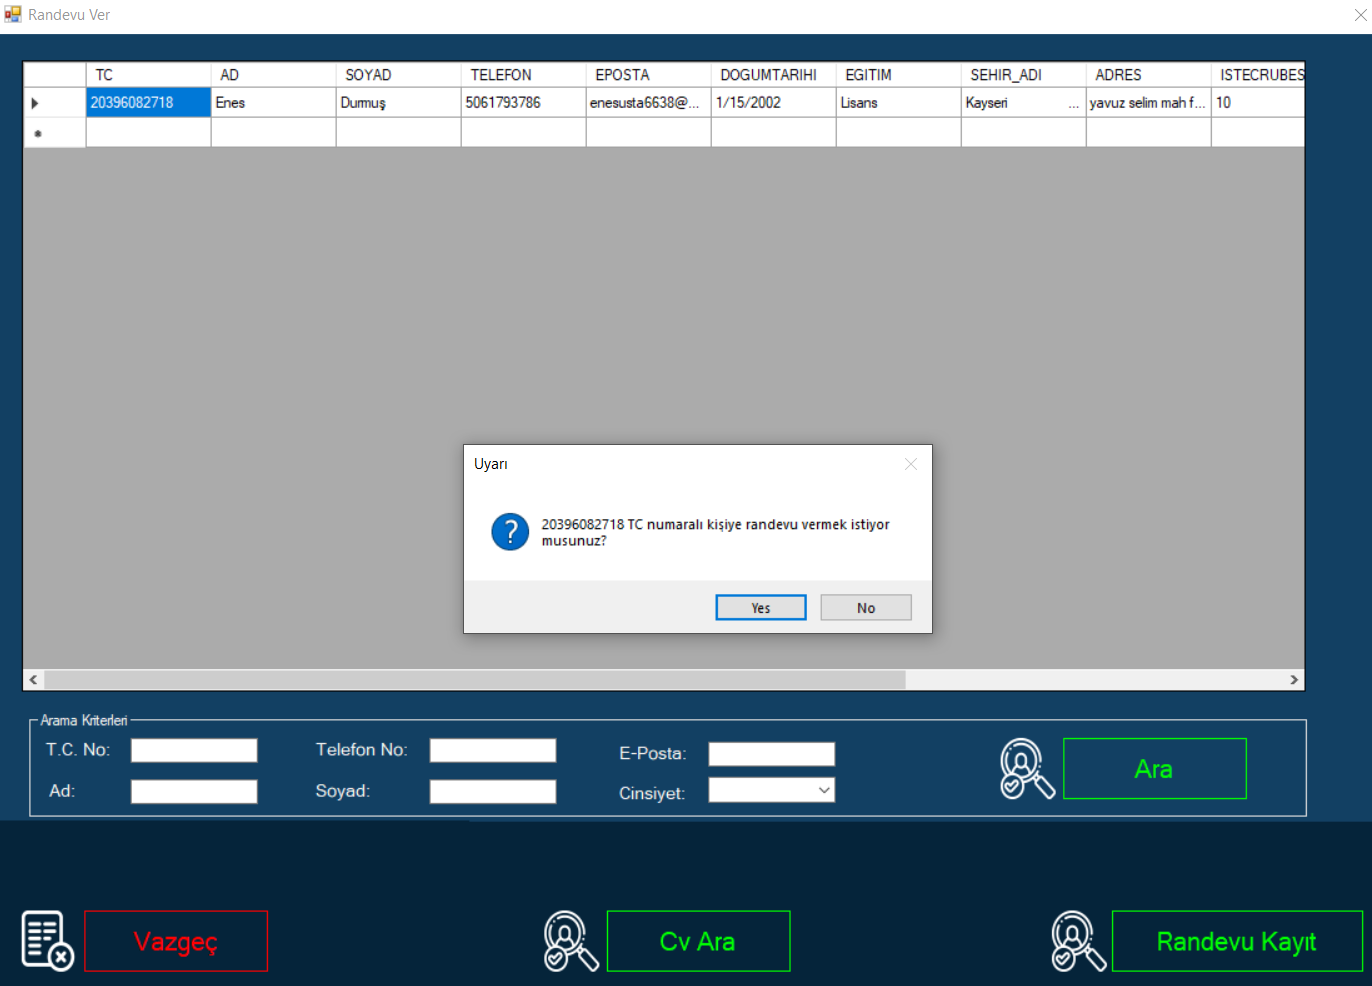 Randevu Ver
TC AD SOYAD TELEFON EPOSTA DOGUMTARIHI EGITIM SEHIR_ADI ADRES ISTECRUBES
20396082718 Enes Durmuş 5061793786 enesusta6638@... 1/15/2002 Lisans Kayseri ... yavuz selim mah f... 10
Uyarı
20396082718 TC numaralı kişiye randevu vermek istiyor
musunuz?
Yes No
Arama Kriterleri
T.C. No: Telefon No: E-Posta:
Ad: Soyad: Cinsiyet:
Ara
Vazgeç Cv Ara Randevu Kayıt